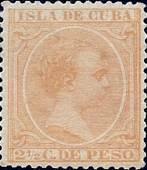 ISLA DE CUBA
2½ C. DE PESO